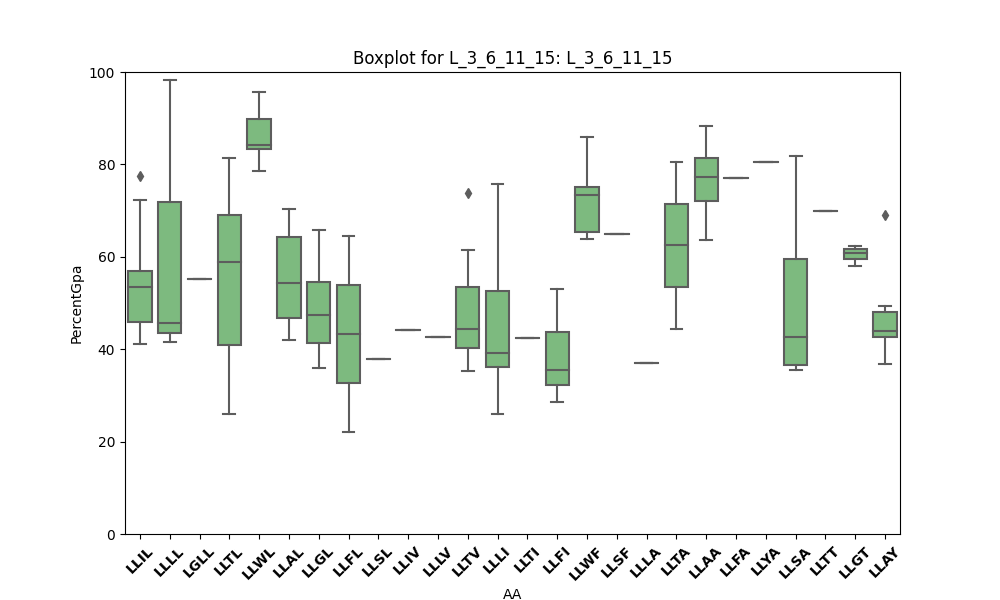 Boxplot for L_3_6_11_15: L_3_6_11_15
PercentGpa
100
80
60
40
20
0
LLIL LLLL LGLL LLTL LLWL LLAL LLGL LLFL LLSL LLIV LLLV LLTV LLLI LLTI LLFI LLWF LLSF LLLA LLTA LLAA LLFA LLYA LLSA LLTT LLGT LLAY
AA